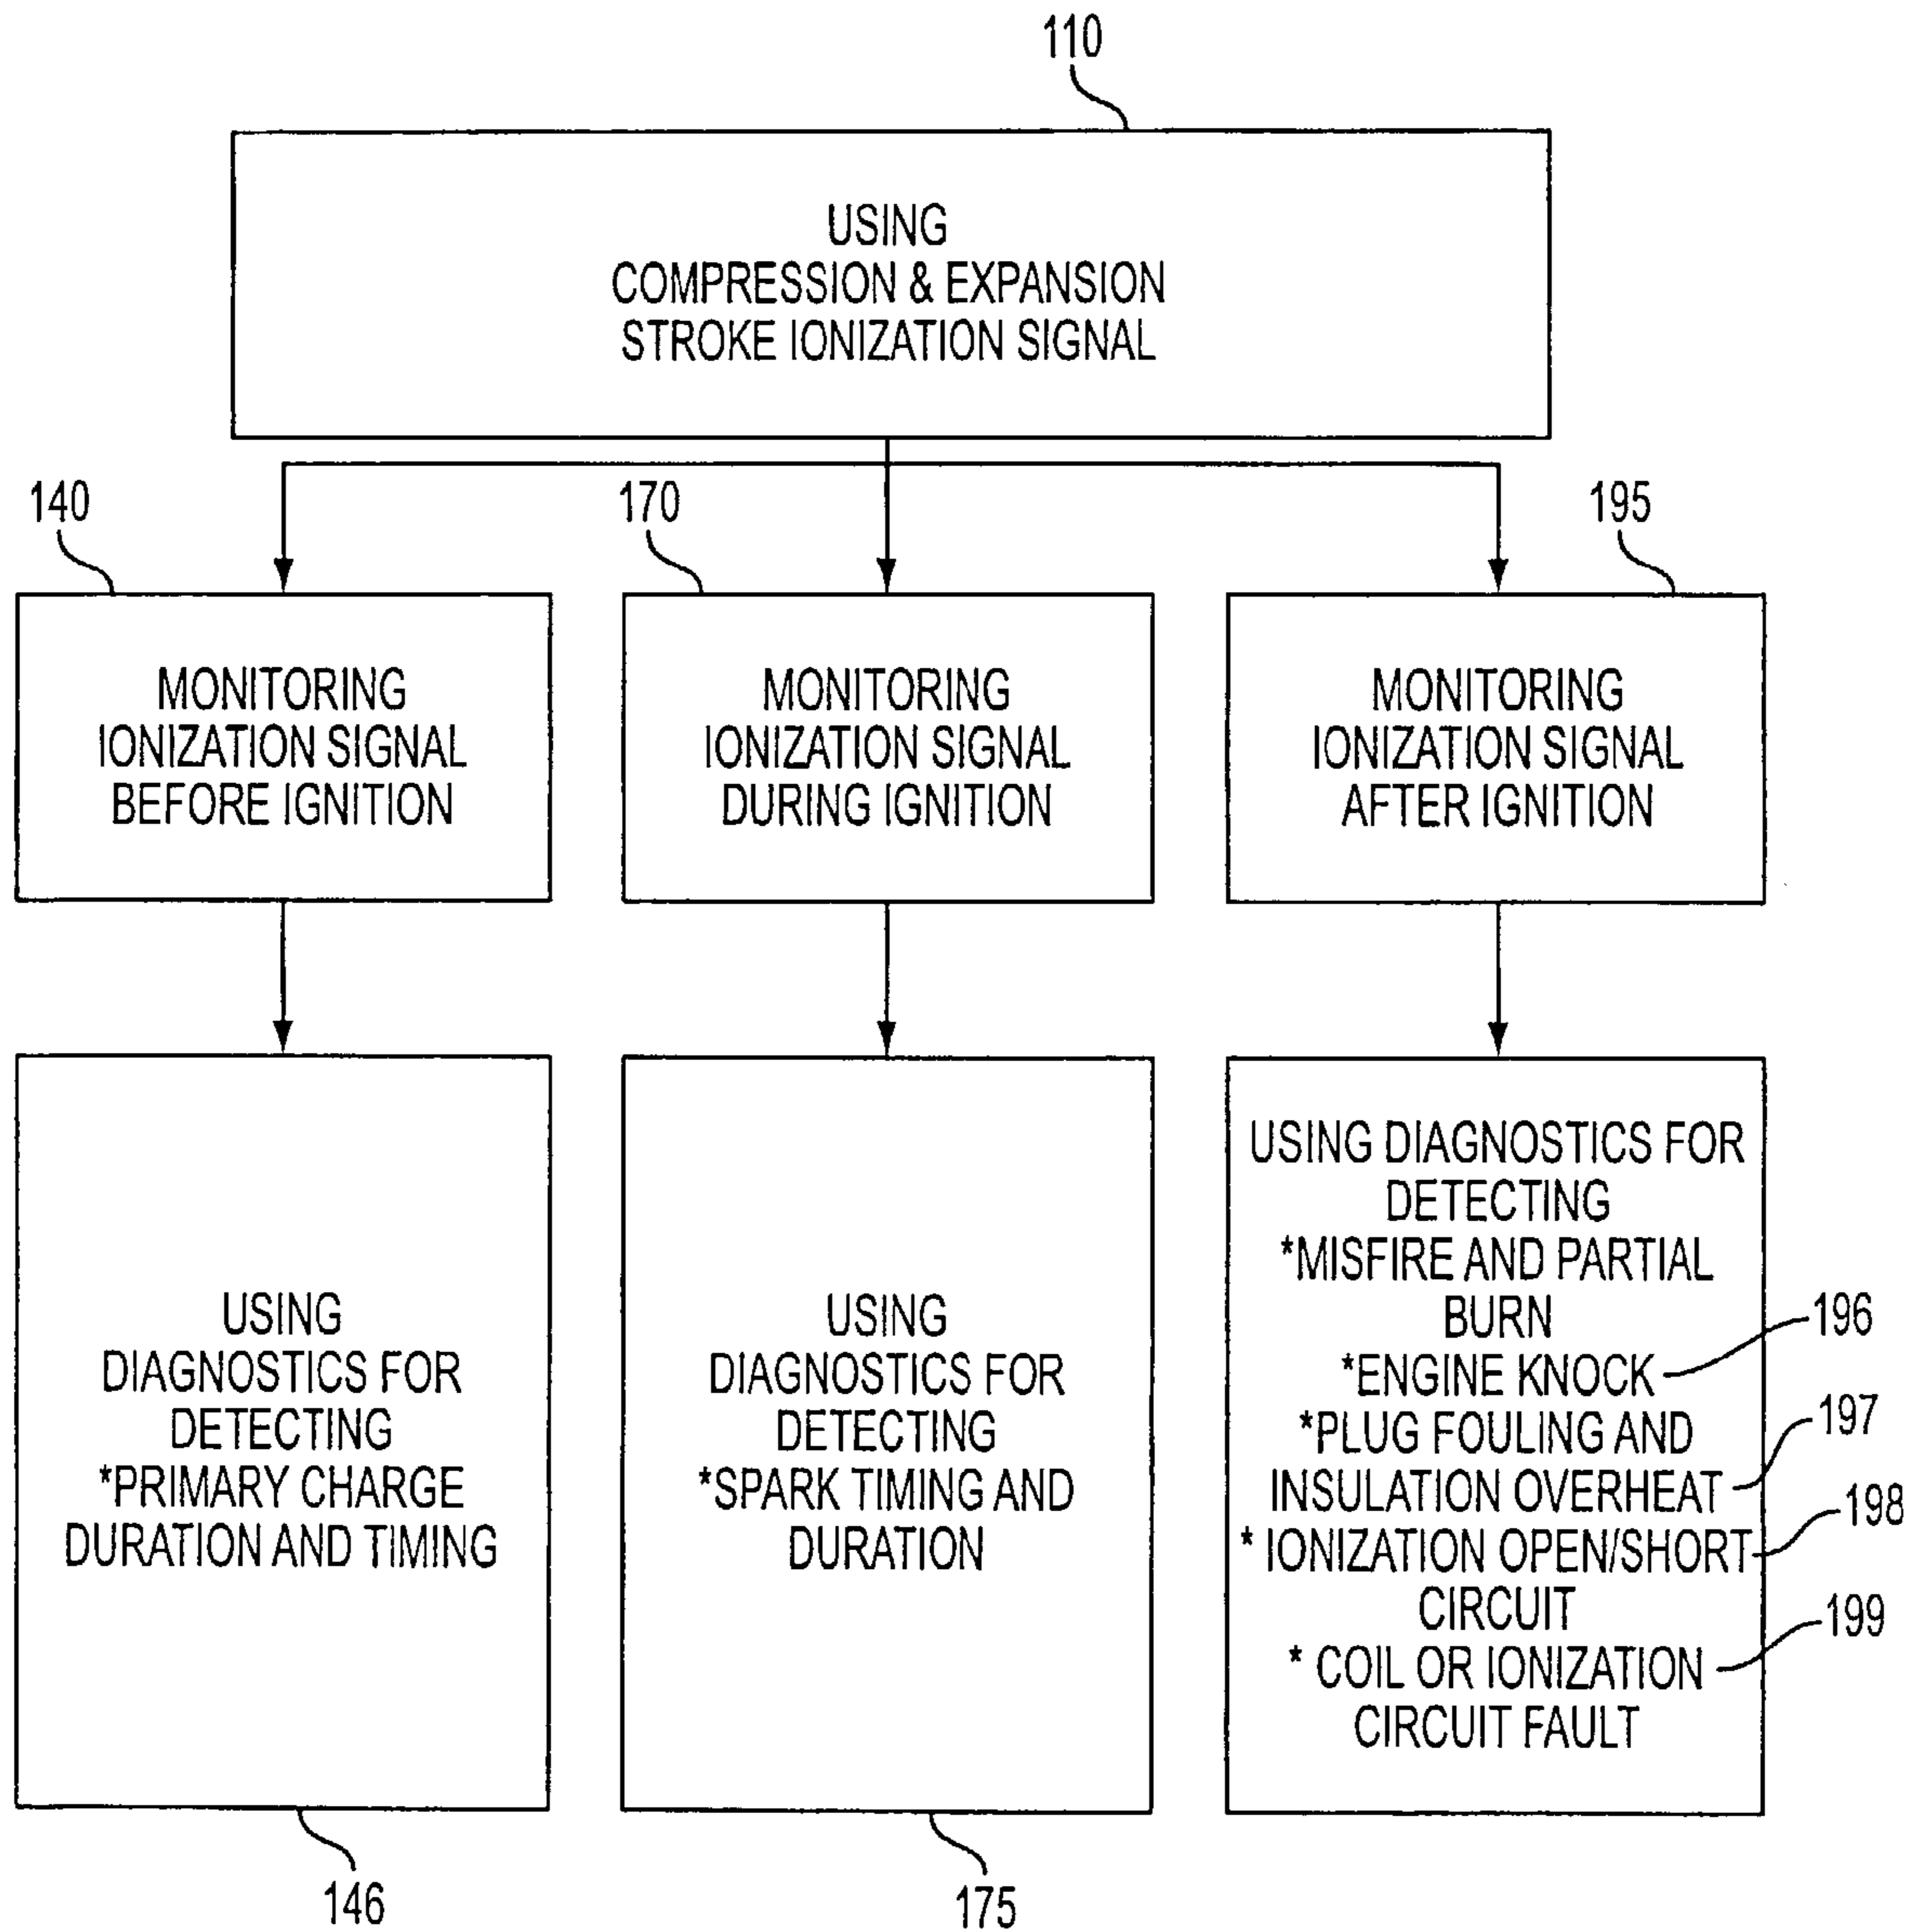 110
USING
COMPRESSION & EXPANSION
STROKE IONIZATION SIGNAL
140
170
195
MONITORING
IONIZATION SIGNAL
BEFORE IGNITION
MONITORING
IONIZATION SIGNAL
DURING IGNITION
MONITORING
IONIZATION SIGNAL
AFTER IGNITION
USING
DIAGNOSTICS FOR
DETECTING
*PRIMARY CHARGE
DURATION AND TIMING
146
USING
DIAGNOSTICS FOR
DETECTING
*SPARK TIMING AND
DURATION
175
USING DIAGNOSTICS FOR
DETECTING
*MISFIRE AND PARTIAL
BURN
*ENGINE KNOCK
196
*PLUG FOULING AND
INSULATION OVERHEAT
197
* IONIZATION OPEN/SHORT
CIRCUIT
198
* COIL OR IONIZATION
CIRCUIT FAULT
199